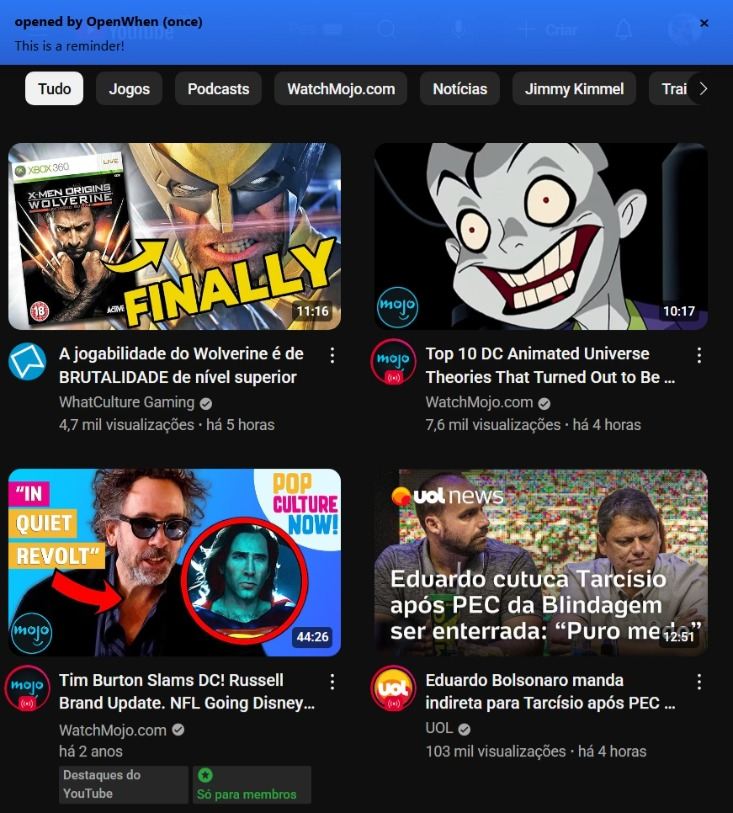 opened by OpenWhen (once)
×
YouTube
Criar
This is a reminder!
Tudo
Jogos
Podcasts
WatchMojo.com
Notícias
Jimmy Kimmel
Trai
XBOX 360
LIVE
X-MEN ORIGINS
WOLVERINE
18
FINALLY
11:16
mojo
10:17
A jogabilidade do Wolverine é de
BRUTALIDADE de nível superior
WhatCulture Gaming
4,7 mil visualizações · há 5 horas
mojo
Top 10 DC Animated Universe
Theories That Turned Out to Be ...
WatchMojo.com
7,6 mil visualizações · há 4 horas
"IN
QUIET
REVOLT"
POP
CULTURE
NOW!
mojo
44:26
uol news
Eduardo cutuca Tarcísio
após PEC da Blindagem
ser enterrada: “Puro medo”
12:51
mojo
Tim Burton Slams DC! Russell
Brand Update. NFL Going Disney...
WatchMojo.com
há 2 anos
Destaques do
YouTube
Só para membros
uol
Eduardo Bolsonaro manda
indireta para Tarcísio após PEC ...
UOL
103 mil visualizações · há 4 horas